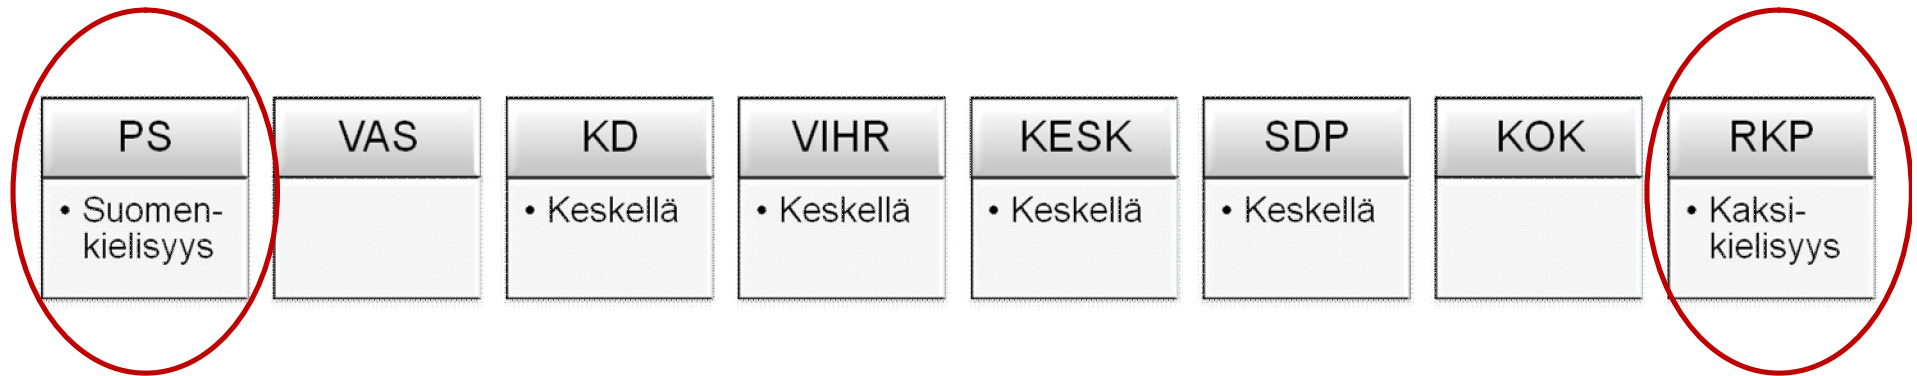 PS
• Suomen-
kielisyys
VAS
KD
• Keskellä
VIHR
• Keskellä
KESK
• Keskellä
SDP
• Keskellä
KOK
RKP
• Kaksi-
kielisyys